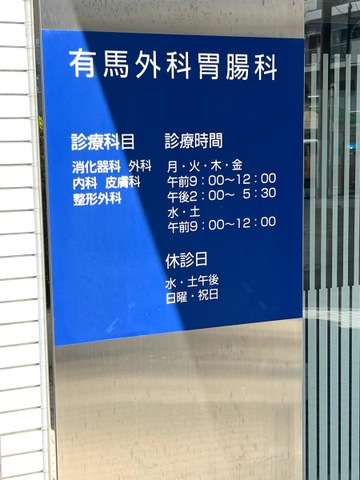 有馬外科胃腸科
診療科目
消化器科 外科
内科 皮膚科
整形外科
診療時間
月・火・木・金
午前9：00〜12：00
午後2：00〜 5：30
水・土
午前9：00〜12：00
休診日
水・土午後
日曜・祝日